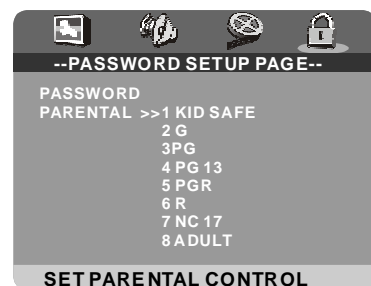 --PASSWORD SETUP PAGE--
PASSWORD
PARENTAL >>1 KID SAFE
2 G
3PG
4 PG 13
5 PGR
6 R
7 NC 17
8 ADULT
SET PARENTAL CONTROL